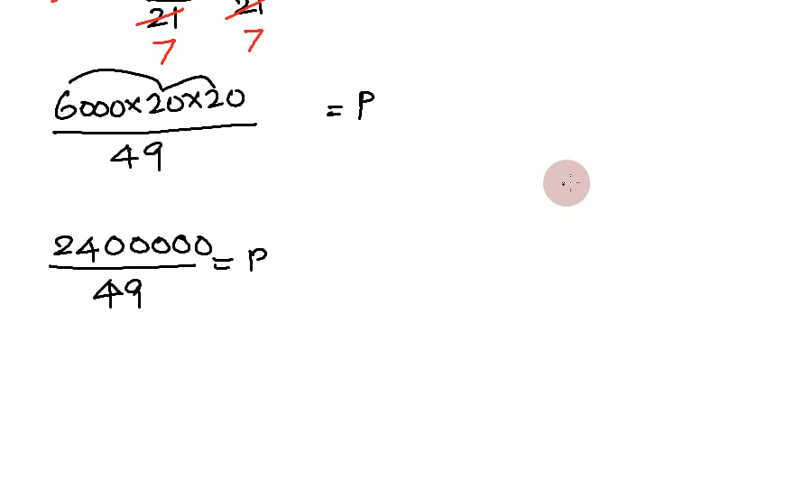 21 21
7 7
6000×20×20 = P
49
2400000 = P
49